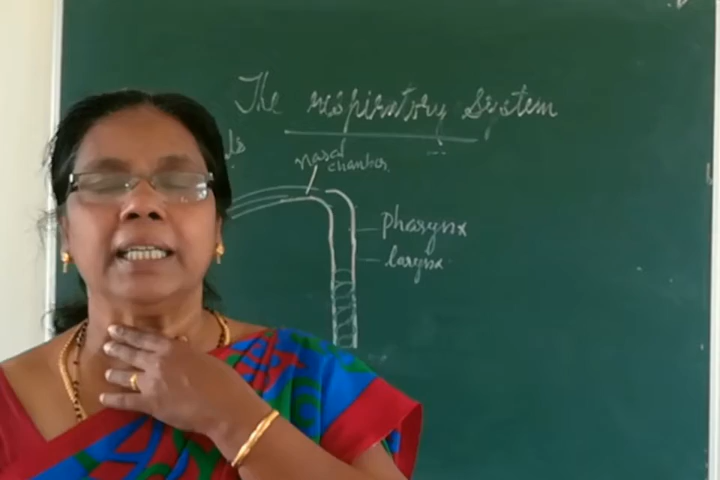 The respiratory system
nasal
chamber
pharynx
larynx